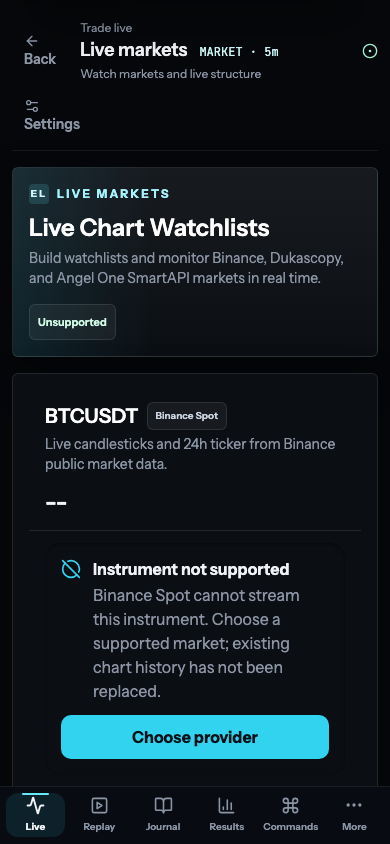 Trade live
Back
Live markets MARKET · 5m
Watch markets and live structure
Settings
EL LIVE MARKETS
Live Chart Watchlists
Build watchlists and monitor Binance, Dukascopy,
and Angel One SmartAPI markets in real time.
Unsupported
BTCUSDT Binance Spot
Live candlesticks and 24h ticker from Binance
public market data.
--
Instrument not supported
Binance Spot cannot stream
this instrument. Choose a
supported market; existing
chart history has not been
replaced.
Choose provider
Live Replay Journal Results Commands More